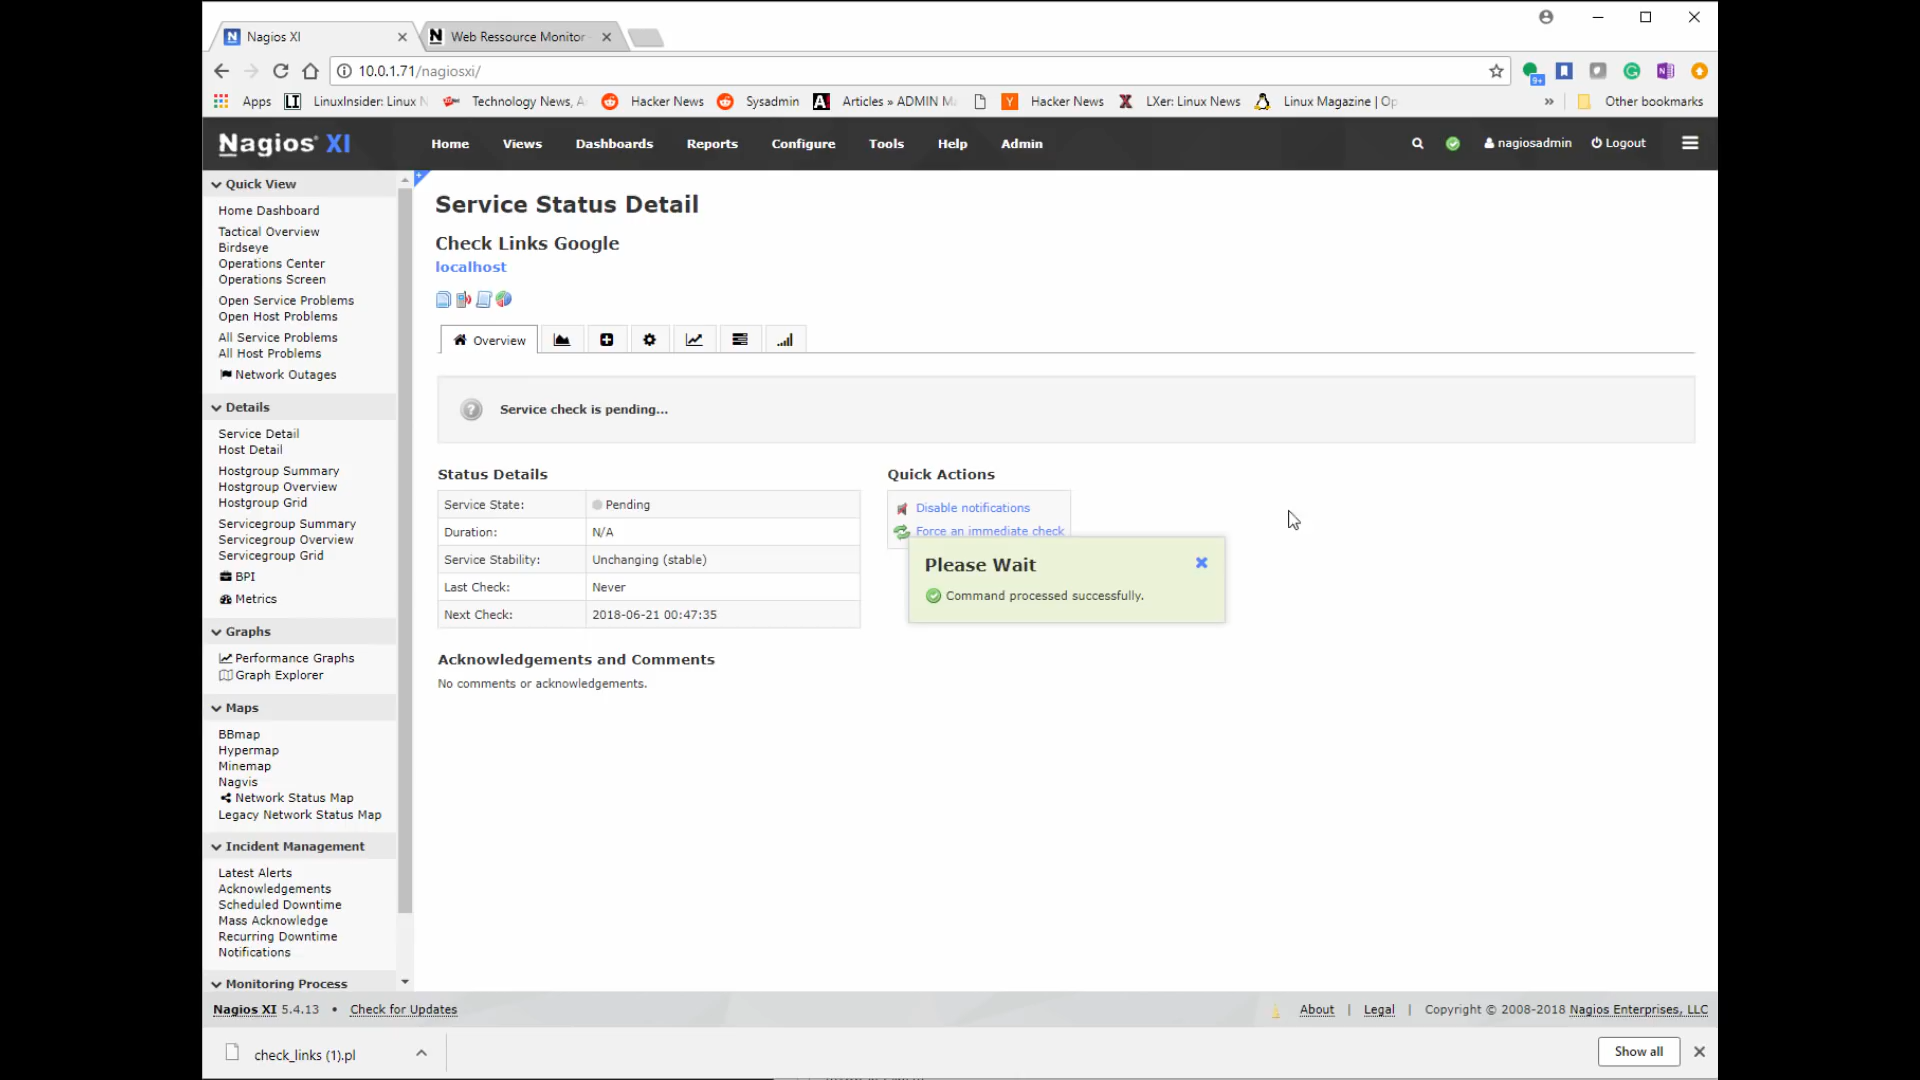 Nagios XI
Web Ressource Monitor
10.0.1.71/nagiosxi/
9+
Apps
LI
LinuxInsider: Linux N
Technology News, A
Hacker News
Sysadmin
A
Articles » ADMIN M
Y
Hacker News
X
LXer: Linux News
Linux Magazine | Op
»
Other bookmarks
Nagios® XI
Home
Views
Dashboards
Reports
Configure
Tools
Help
Admin
nagiosadmin
Logout
Quick View
Home Dashboard
Tactical Overview
Birdseye
Operations Center
Operations Screen
Open Service Problems
Open Host Problems
All Service Problems
All Host Problems
Network Outages
Details
Service Detail
Host Detail
Hostgroup Summary
Hostgroup Overview
Hostgroup Grid
Servicegroup Summary
Servicegroup Overview
Servicegroup Grid
BPI
Metrics
Graphs
Performance Graphs
Graph Explorer
Maps
BBmap
Hypermap
Minemap
Nagvis
Network Status Map
Legacy Network Status Map
Incident Management
Latest Alerts
Acknowledgements
Scheduled Downtime
Mass Acknowledge
Recurring Downtime
Notifications
Monitoring Process
Service Status Detail
Check Links Google
localhost
Overview
Service check is pending...
Status Details
Service State: Pending
Duration: N/A
Service Stability: Unchanging (stable)
Last Check: Never
Next Check: 2018-06-21 00:47:35
Quick Actions
Disable notifications
Force an immediate check
Please Wait
Command processed successfully.
Acknowledgements and Comments
No comments or acknowledgements.
Nagios XI 5.4.13 • Check for Updates
About | Legal | Copyright © 2008-2018 Nagios Enterprises, LLC
check_links (1).pl
Show all